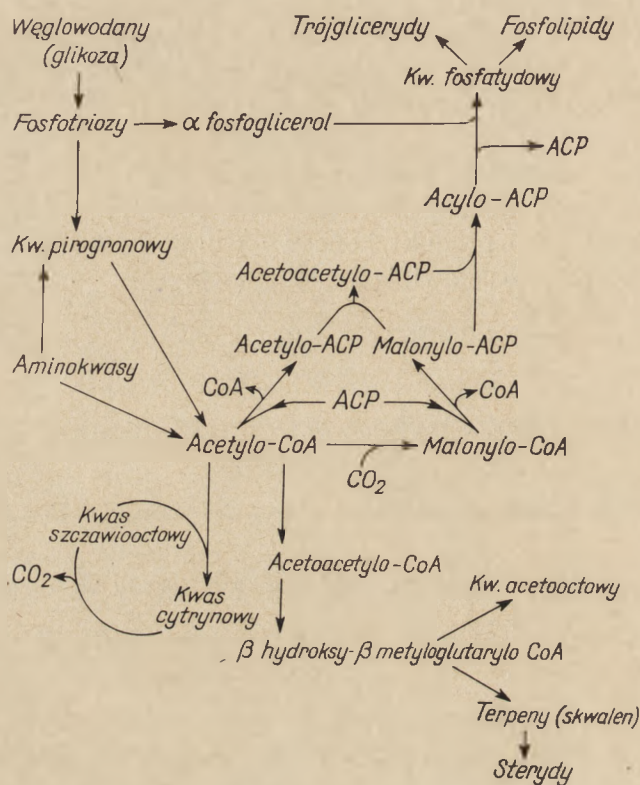 Węglowodany
(glikoza)
Trójglicerydy
Fosfolipidy
Kw. fosfatydowy
Fosfotriozy
α fosfoglicerol
ACP
Acylo-ACP
Kw. pirogronowy
Acetoacetylo-ACP
Acetylo-ACP
Malonylo-ACP
Aminokwasy
CoA
ACP
CoA
Acetylo-CoA
Malonylo-CoA
CO2
Kwas
szczawiooctowy
Acetoacetylo-CoA
CO2
Kwas
cytrynowy
Kw. acetooctowy
β hydroksy-β metyloglutarylo CoA
Terpeny (skwalen)
Sterydy